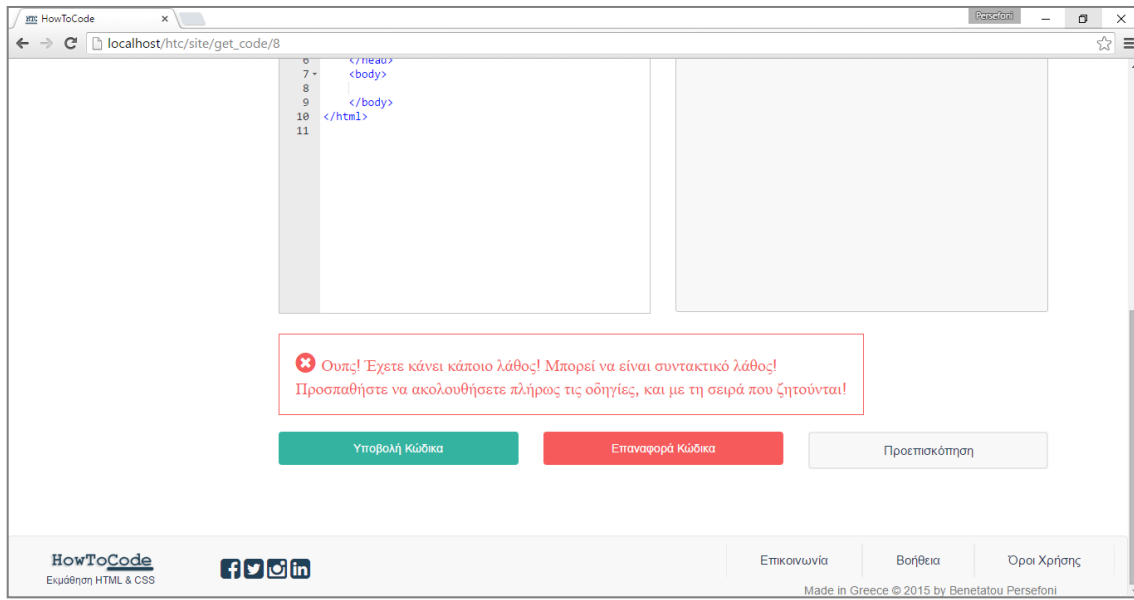 HowToCode
Persefoni
localhost/htc/site/get_code/8
6 </head>
7 <body>
8
9 </body>
10 </html>
11
Ουπς! Έχετε κάνει κάποιο λάθος! Μπορεί να είναι συντακτικό λάθος!
Προσπαθήστε να ακολουθήσετε πλήρως τις οδηγίες, και με τη σειρά που ζητούνται!
Υποβολή Κώδικα
Επαναφορά Κώδικα
Προεπισκόπηση
HowToCode
Εκμάθηση HTML & CSS
Επικοινωνία
Βοήθεια
Όροι Χρήσης
Made in Greece © 2015 by Benetatou Persefoni